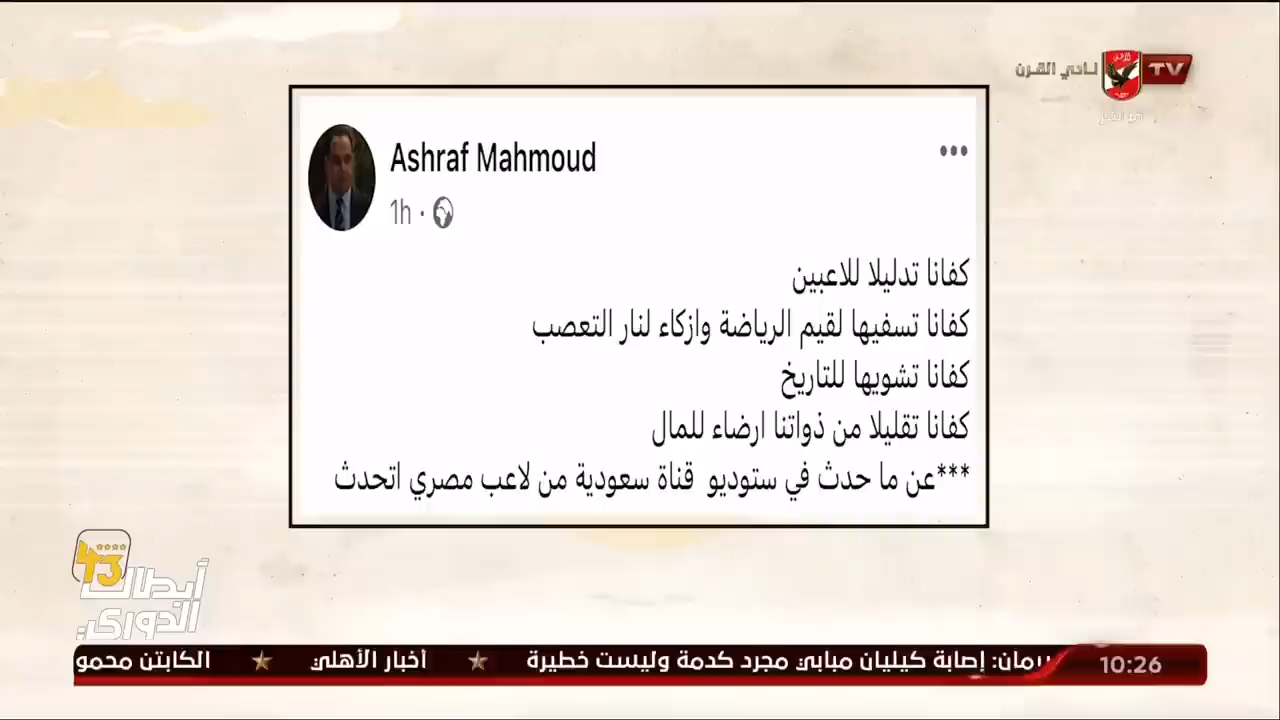 نادي القرن
TV
Ashraf Mahmoud
1h ·
كفانا تدليلا للاعبين
كفانا تسفيها لقيم الرياضة وازكاء لنار التعصب
كفانا تشويها للتاريخ
كفانا تقليلا من ذواتنا ارضاء للمال
***عن ما حدث في ستوديو قناة سعودية من لاعب مصري اتحدث
43
أبطال
الدوري
10:26
يرمان: إصابة كيليان مبابي مجرد كدمة وليست خطيرة ★ أخبار الأهلي ★ الكابتن محمو